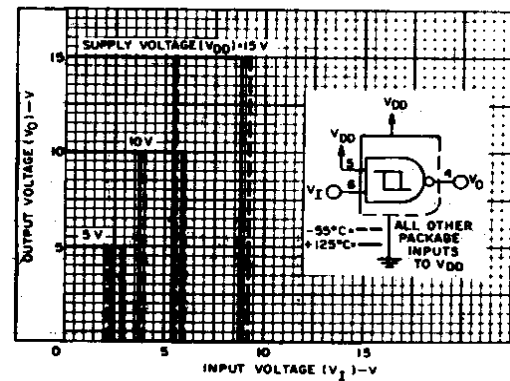 SUPPLY VOLTAGE (VDD)=15 V
15
10 V
10
5 V
5
OUTPUT VOLTAGE (VO)—V
0
5
10
15
INPUT VOLTAGE (VI)—V
VDD
VDD
5
6
VI
4
VO
-55°C=
+125°C=
ALL OTHER
PACKAGE
INPUTS
TO VDD